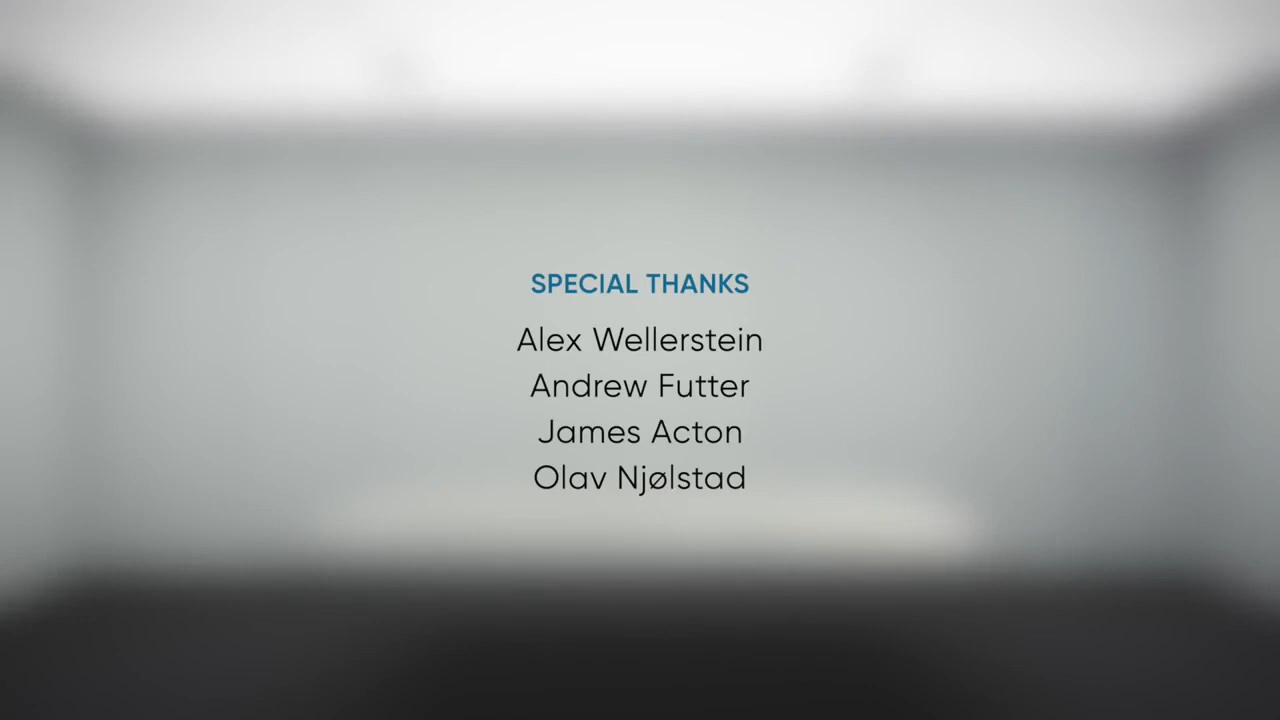 SPECIAL THANKS
Alex Wellerstein
Andrew Futter
James Acton
Olav Njølstad